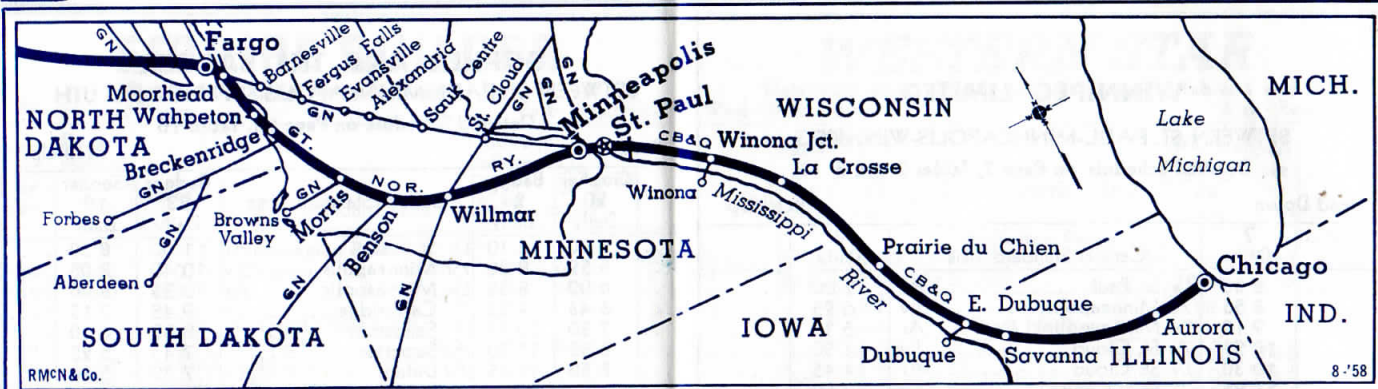 GN
Fargo
Moorhead
Wahpeton
Breckenridge
NORTH
DAKOTA
Barnesville
Fergus Falls
Evansville
Alexandria
Sauk Centre
St. Cloud
GN
GN
GN
GN
Minneapolis
St. Paul
GT. NOR. RY.
GN
Forbes
GN
Aberdeen
GN
Browns
Valley
Morris
Benson
Willmar
GN
GN
MINNESOTA
SOUTH DAKOTA
CB&Q
Winona Jct.
Winona
La Crosse
Mississippi
River
WISCONSIN
Prairie du Chien
CB&Q
IOWA
E. Dubuque
Dubuque
Savanna
ILLINOIS
Aurora
Chicago
Lake
Michigan
MICH.
IND.
RMcN&Co.
8-'58